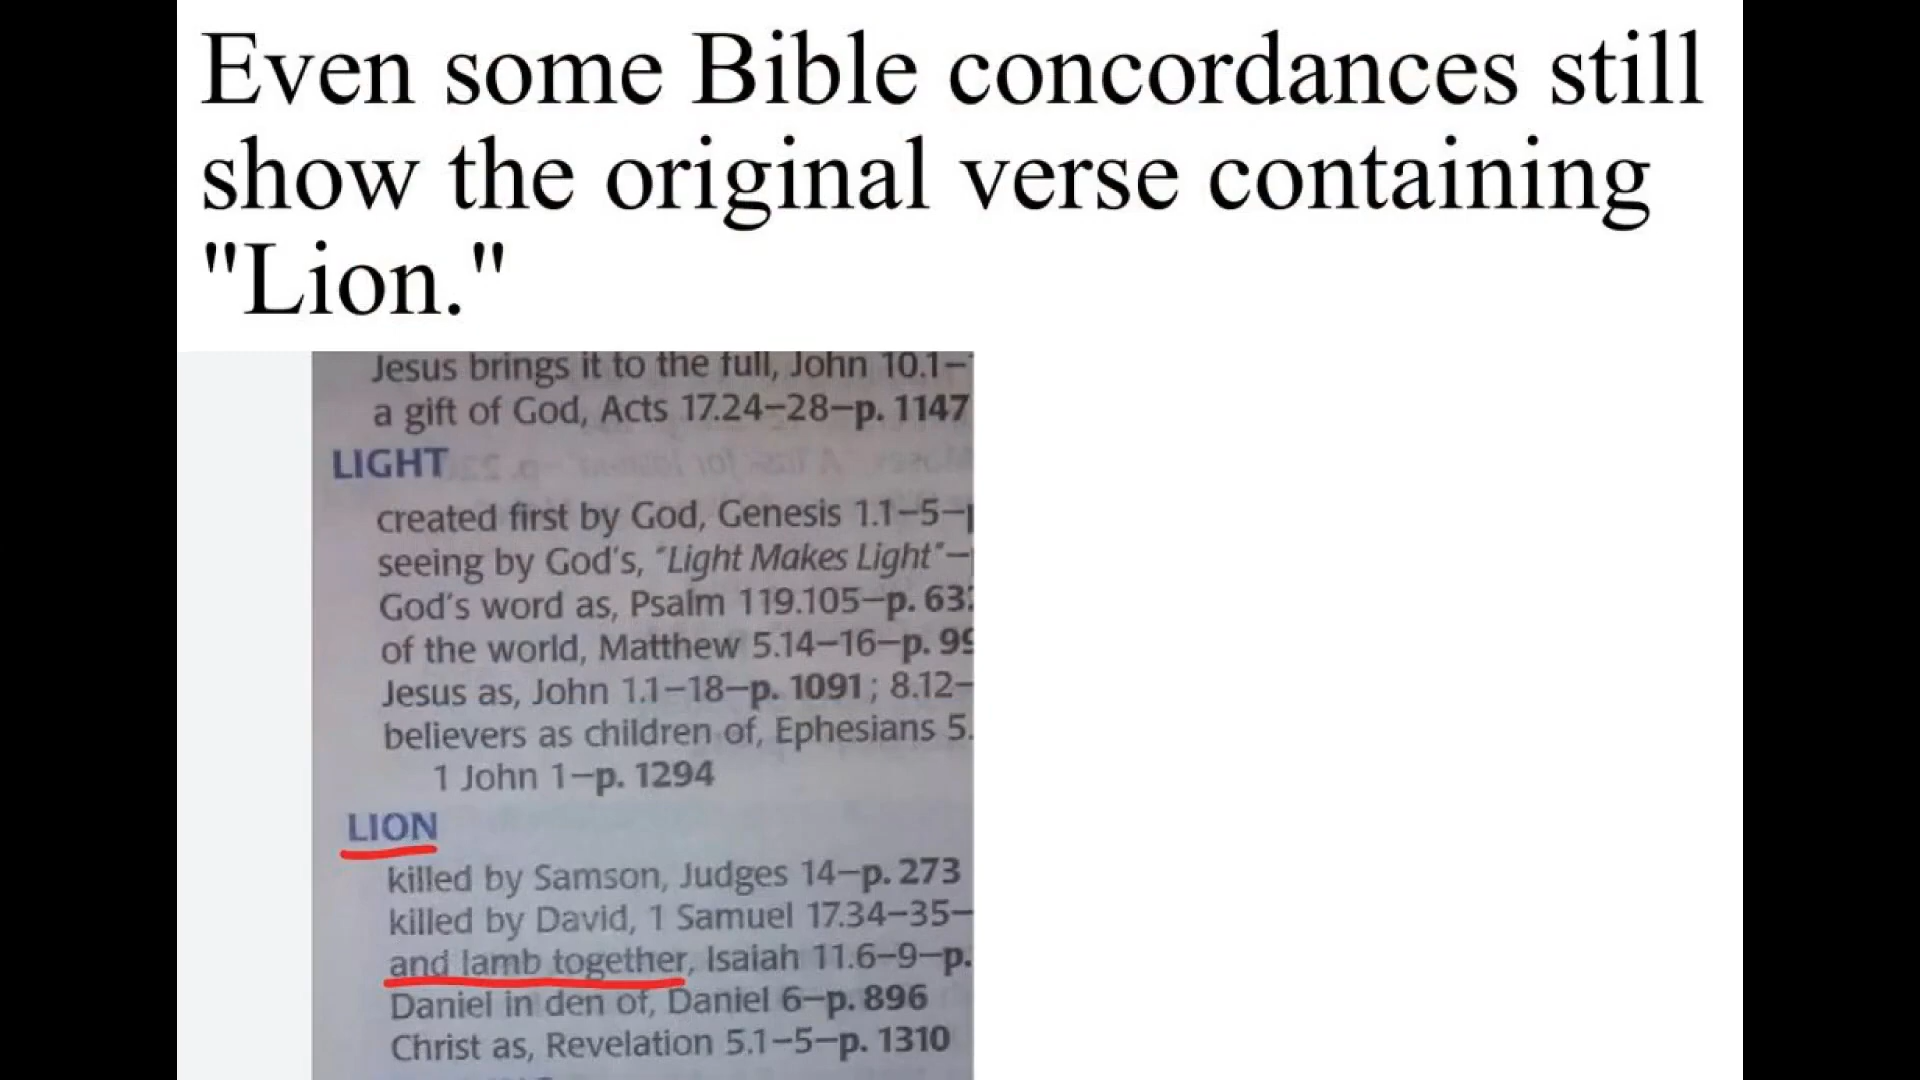 Even some Bible concordances still
show the original verse containing
"Lion."
Jesus brings it to the full, John 10.1–
a gift of God, Acts 17.24–28–p. 1147
LIGHT
created first by God, Genesis 1.1–5–
seeing by God's, "Light Makes Light"–
God's word as, Psalm 119.105–p. 63
of the world, Matthew 5.14–16–p. 99
Jesus as, John 1.1–18–p. 1091; 8.12–
believers as children of, Ephesians 5.
1 John 1–p. 1294
LION
killed by Samson, Judges 14–p. 273
killed by David, 1 Samuel 17.34–35–
and lamb together, Isaiah 11.6–9–p.
Daniel in den of, Daniel 6–p. 896
Christ as, Revelation 5.1–5–p. 1310